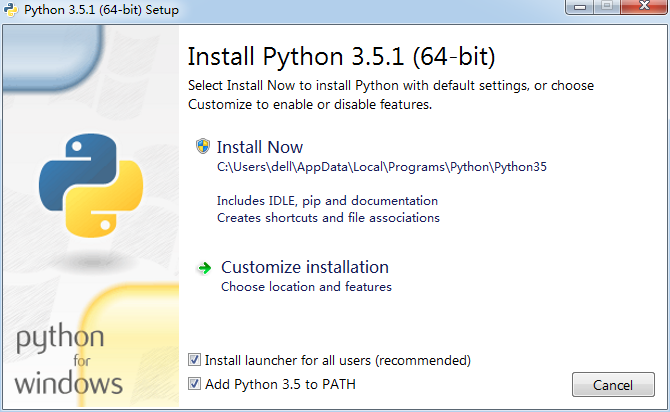 Python 3.5.1 (64-bit) Setup
Install Python 3.5.1 (64-bit)
Select Install Now to install Python with default settings, or choose
Customize to enable or disable features.
Install Now
C:\Users\dell\AppData\Local\Programs\Python\Python35
Includes IDLE, pip and documentation
Creates shortcuts and file associations
Customize installation
Choose location and features
python
for
windows
Install launcher for all users (recommended)
Add Python 3.5 to PATH
Cancel